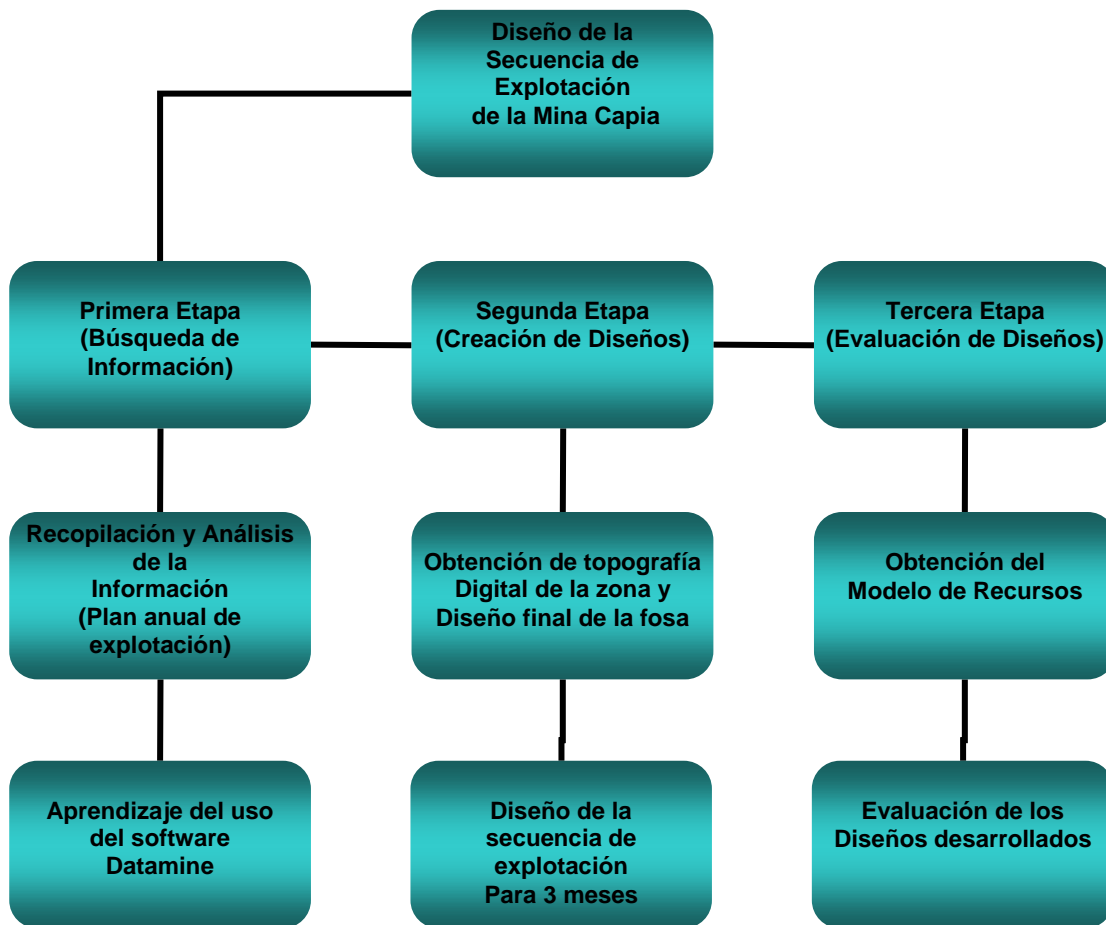 Diseño de la
Secuencia de
Explotación
de la Mina Capia
Primera Etapa
(Búsqueda de
Información)
Segunda Etapa
(Creación de Diseños)
Tercera Etapa
(Evaluación de Diseños)
Recopilación y Análisis
de la
Información
(Plan anual de
explotación)
Obtención de topografía
Digital de la zona y
Diseño final de la fosa
Obtención del
Modelo de Recursos
Aprendizaje del uso
del software
Datamine
Diseño de la
secuencia de
explotación
Para 3 meses
Evaluación de los
Diseños desarrollados